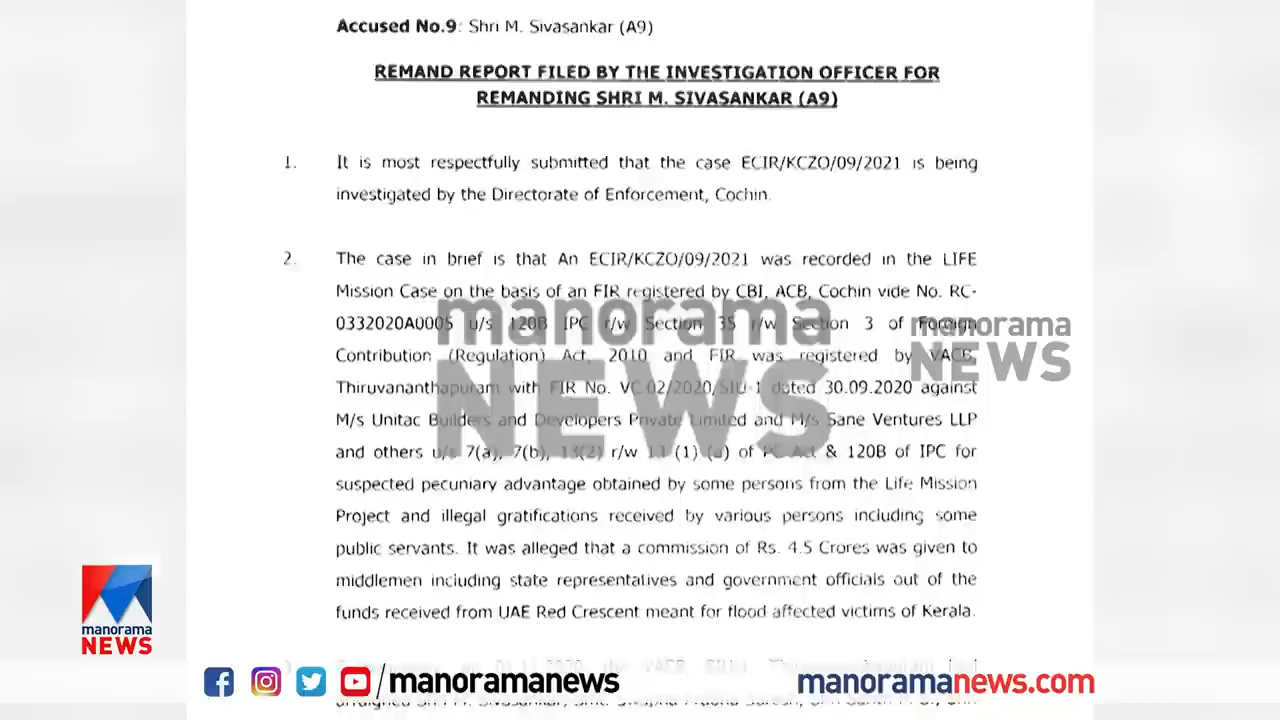 Accused No.9: Shri M. Sivasankar (A9)
REMAND REPORT FILED BY THE INVESTIGATION OFFICER FOR
REMANDING SHRI M. SIVASANKAR (A9)
1. It is most respectfully submitted that the case ECIR/KCZO/09/2021 is being
investigated by the Directorate of Enforcement, Cochin.
2. The case in brief is that An ECIR/KCZO/09/2021 was recorded in the LIFE
Mission Case on the basis of an FIR registered by CBI, ACB, Cochin vide No. RC-
0332020A0005 u/s 120B IPC r/w Section 35 r/w Section 3 of Foreign
Contribution (Regulation) Act, 2010 and FIR was registered by VACB,
Thiruvananthapuram with FIR No. VC 02/2020/SIU-1 dated 30.09.2020 against
M/s Unitac Builders and Developers Private Limited and M/s Sane Ventures LLP
and others u/s 7(a), 7(b), 13(2) r/w 13 (1) (a) of PC Act & 120B of IPC for
suspected pecuniary advantage obtained by some persons from the Life Mission
Project and illegal gratifications received by various persons including some
public servants. It was alleged that a commission of Rs. 4.5 Crores was given to
middlemen including state representatives and government officials out of the
funds received from UAE Red Crescent meant for flood affected victims of Kerala.
manorama
NEWS
manorama
NEWS
manorama
NEWS
/manoramanews
manoramanews.com